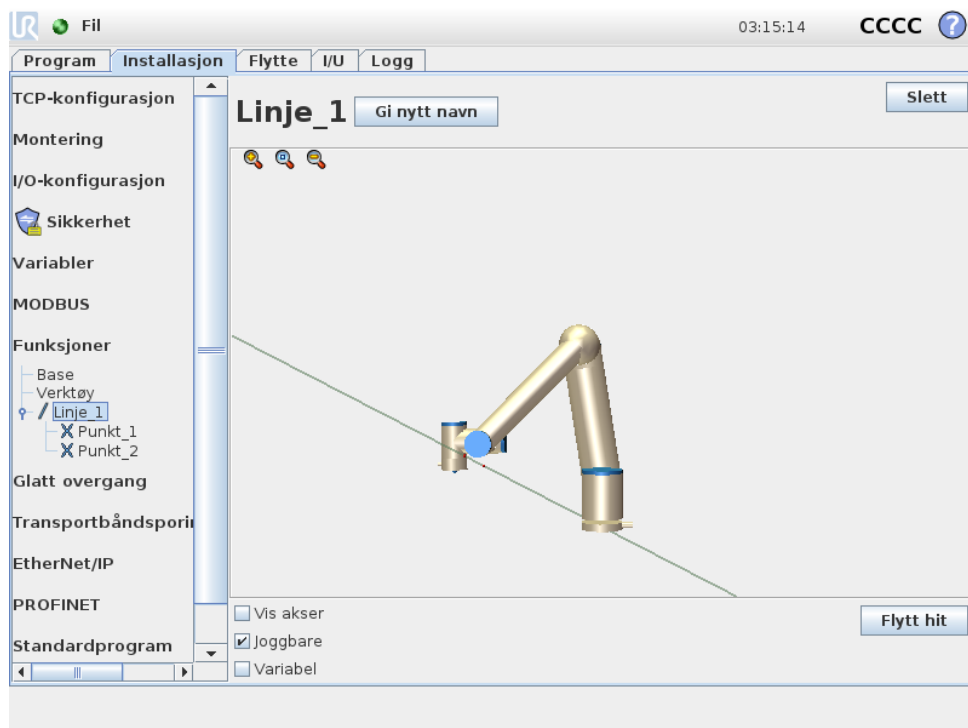 UR Fil 03:15:14 CCCC ?
Program Installasjon Flytte I/U Logg
TCP-konfigurasjon
Montering
I/O-konfigurasjon
Sikkerhet
Variabler
MODBUS
Funksjoner
Base
Verktøy
Linje_1
Punkt_1
Punkt_2
Glatt overgang
Transportbåndsporin
EtherNet/IP
PROFINET
Standardprogram
Linje_1 Gi nytt navn Slett
Vis akser
Joggbare
Variabel
Flytt hit